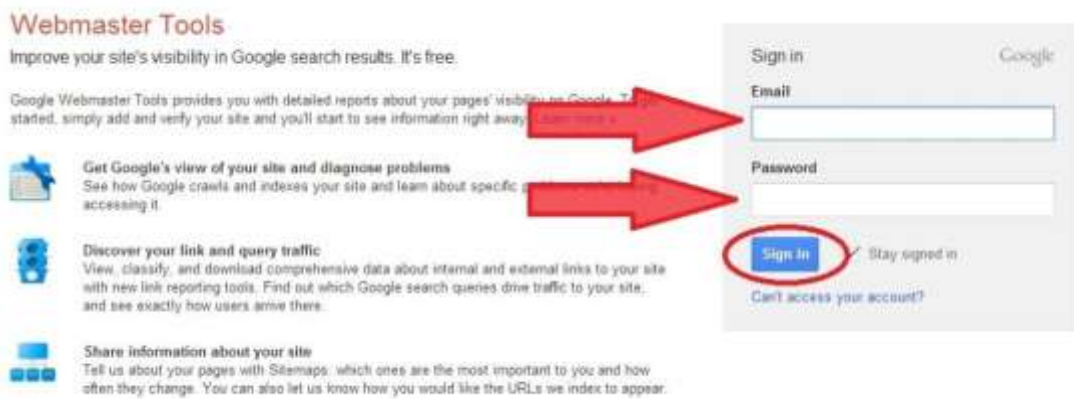 Webmaster Tools
Improve your site's visibility in Google search results. It's free.
Google Webmaster Tools provides you with detailed reports about your pages' visibility on Google. To get
started, simply add and verify your site and you'll start to see information right away.
Get Google's view of your site and diagnose problems
See how Google crawls and indexes your site and learn about specific
accessing it.
Discover your link and query traffic
View, classify, and download comprehensive data about internal and external links to your site
with new link reporting tools. Find out which Google search queries drive traffic to your site,
and see exactly how users arrive there.
Share information about your site
Tell us about your pages with Sitemaps: which ones are the most important to you and how
often they change. You can also let us know how you would like the URLs we index to appear.
Sign in Google
Email
Password
Sign in
Stay signed in
Can't access your account?